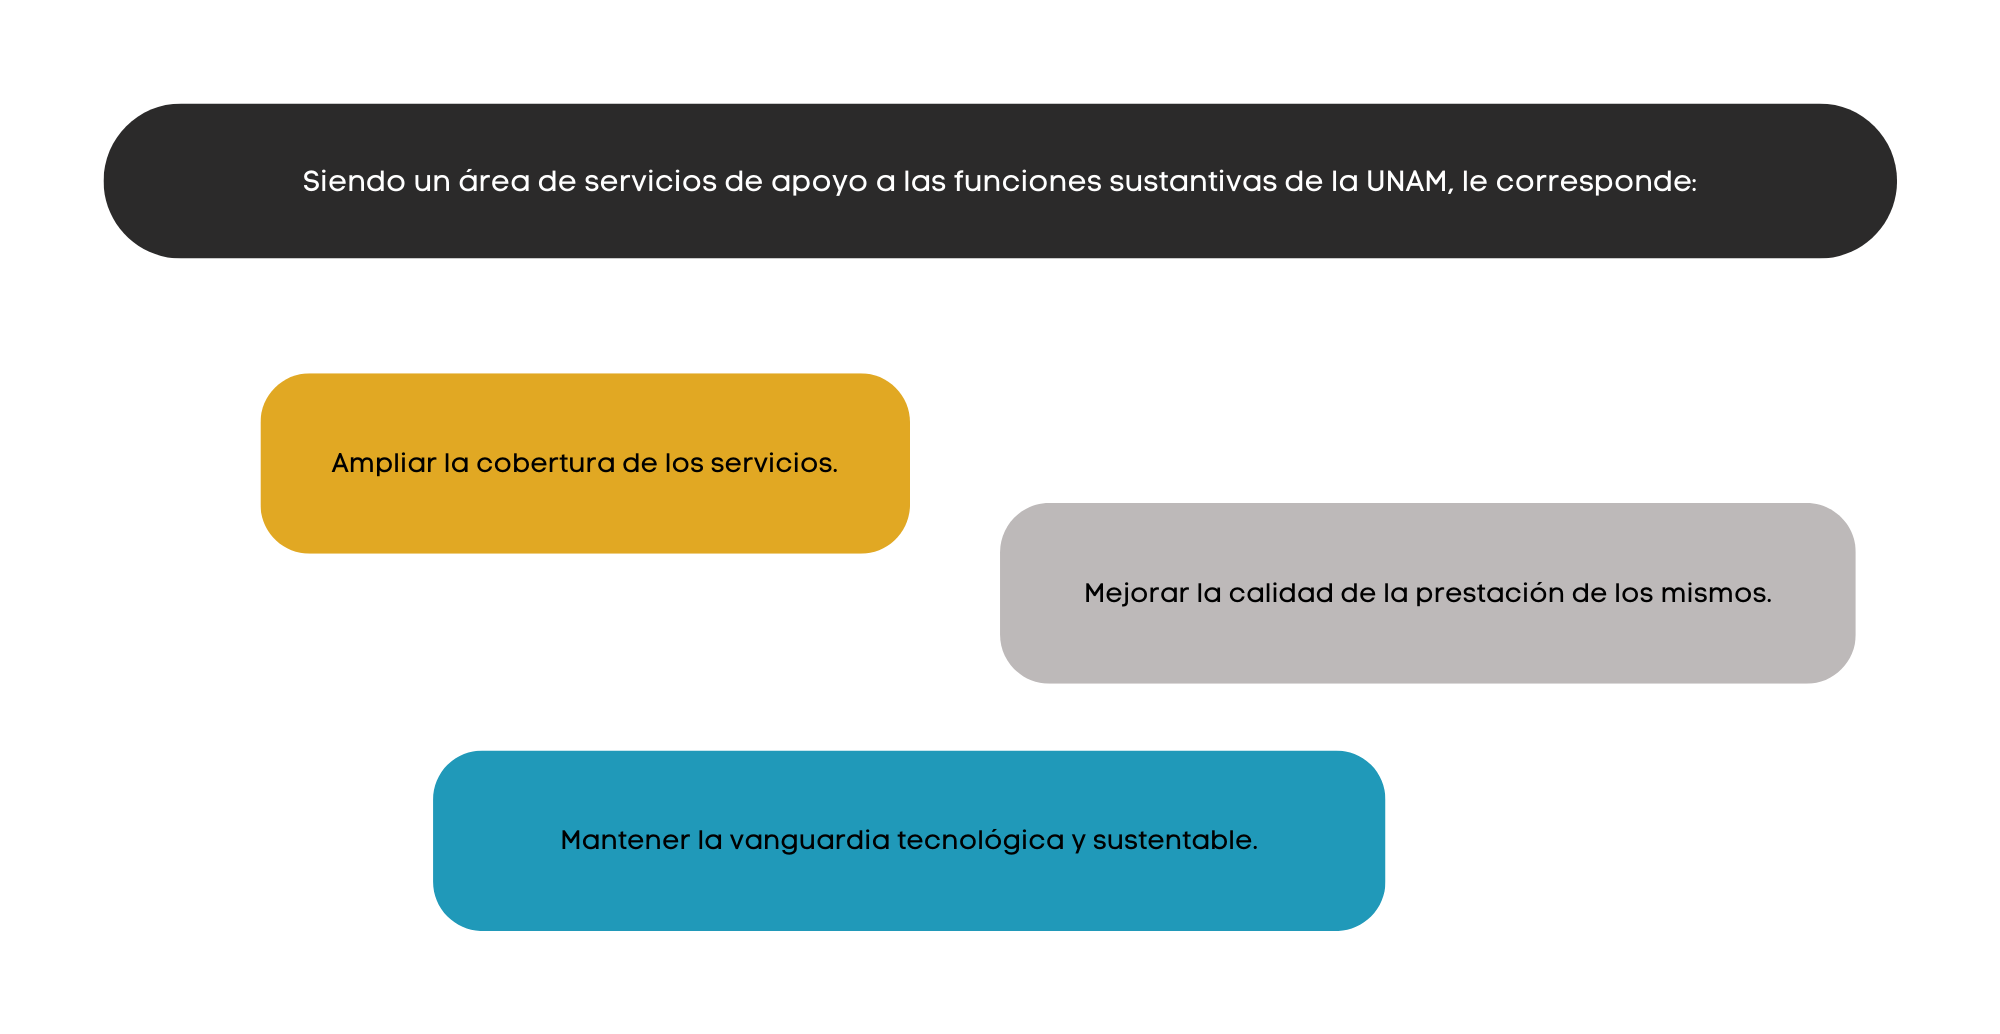 Siendo un área de servicios de apoyo a las funciones sustantivas de la UNAM, le corresponde:
Ampliar la cobertura de los servicios.
Mejorar la calidad de la prestación de los mismos.
Mantener la vanguardia tecnológica y sustentable.